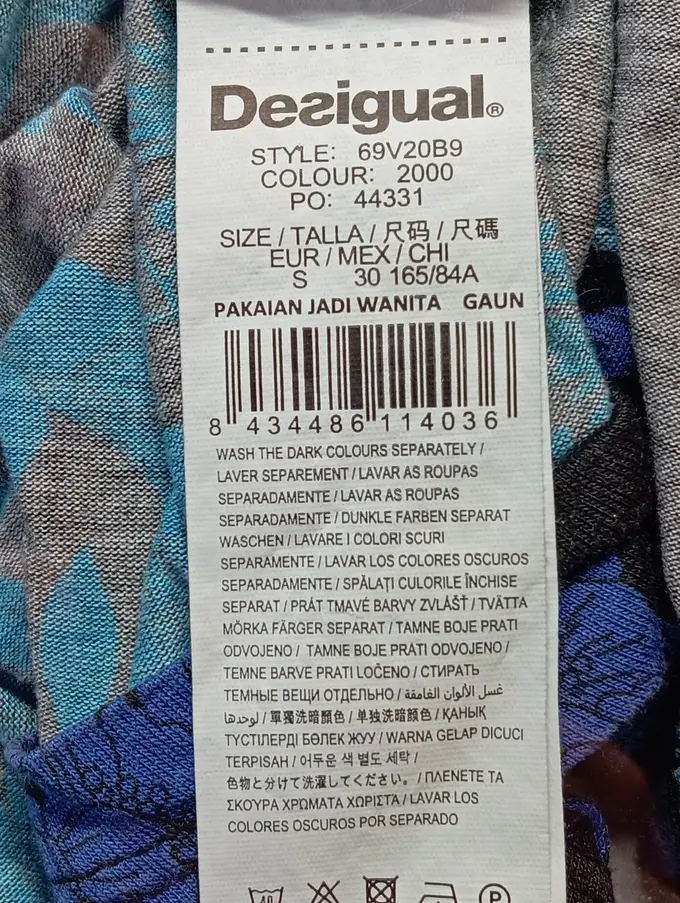 Desigual®
STYLE: 69V20B9
COLOUR: 2000
PO: 44331
SIZE / TALLA / 尺码 / 尺碼
EUR / MEX / CHI
S 30 165/84A
PAKAIAN JADI WANITA GAUN
8 434486 114036
WASH THE DARK COLOURS SEPARATELY /
LAVER SEPAREMENT / LAVAR AS ROUPAS
SEPARADAMENTE / LAVAR AS ROUPAS
SEPARADAMENTE / DUNKLE FARBEN SEPARAT
WASCHEN / LAVARE I COLORI SCURI
SEPARAMENTE / LAVAR LOS COLORES OSCUROS
SEPARADAMENTE / SPĂLAȚI CULORILE ÎNCHISE
SEPARAT / PRÁT TMAVÉ BARVY ZVLÁŠŤ / TVÄTTA
MÖRKA FÄRGER SEPARAT / TAMNE BOJE PRATI
ODVOJENO / TAMNE BOJE PRATI ODVOJENO /
TEMNE BARVE PRATI LOČENO / СТИРАТЬ
ТЕМНЫЕ ВЕЩИ ОТДЕЛЬНО / غسل الألوان الغامقة
لوحدها / 單獨洗暗顏色 / 单独洗暗颜色 / ҚАНЫҚ
ТҮСТІЛЕРДІ БӨЛЕК ЖУУ / WARNA GELAP DICUCI
TERPISAH / 어두운 색 별도 세탁 /
色物と分けて洗濯してください。 / ΠΛΕΝΕΤΕ ΤΑ
ΣΚΟΥΡΑ ΧΡΩΜΑΤΑ ΧΩΡΙΣΤΑ / LAVAR LOS
COLORES OSCUROS POR SEPARADO
40
P